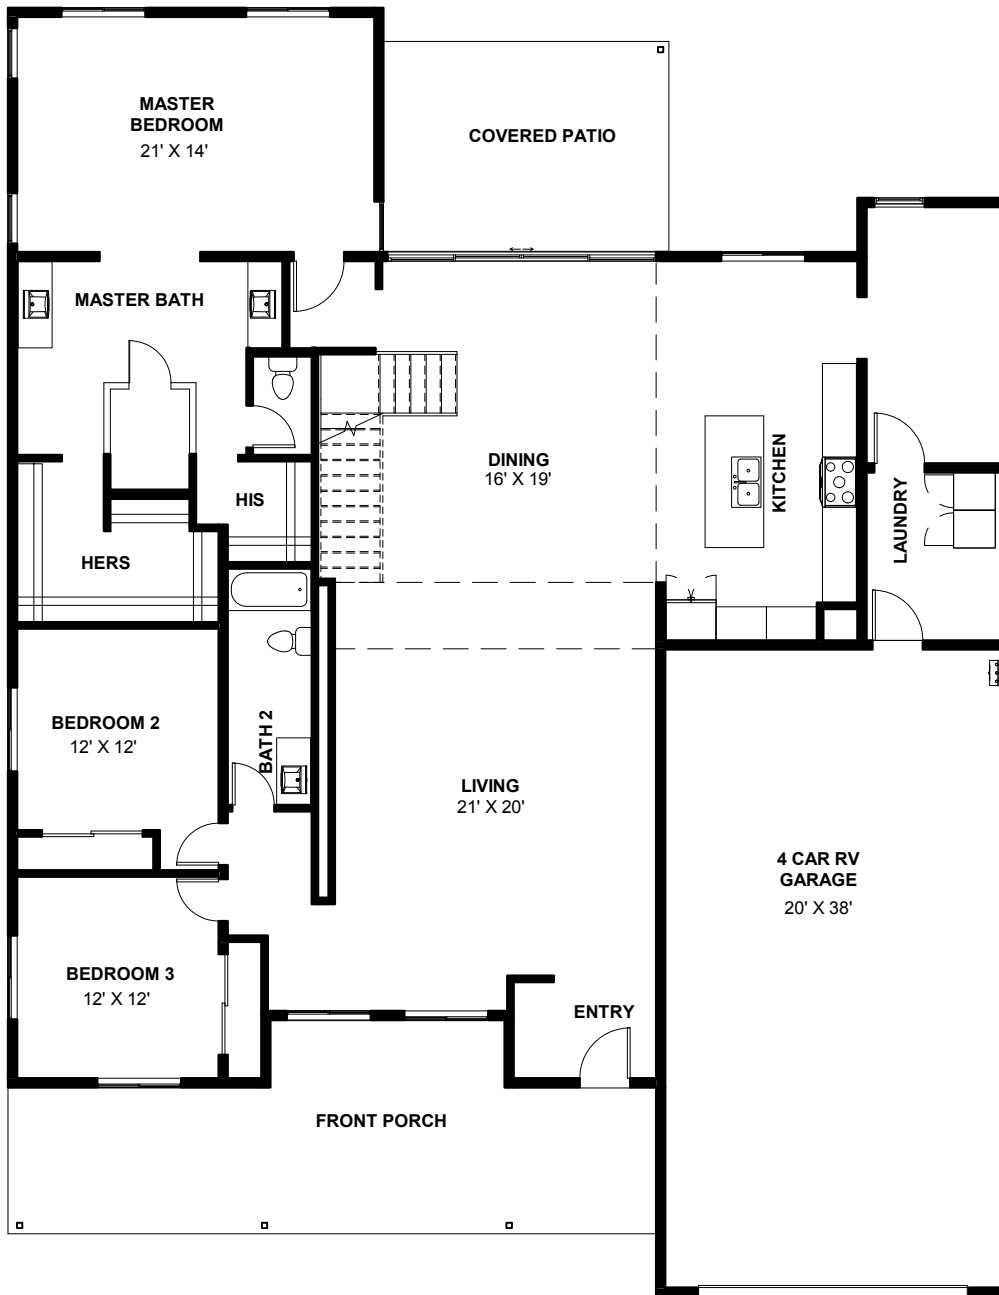 MASTER
BEDROOM
21' X 14'
COVERED PATIO
MASTER BATH
DINING
16' X 19'
KITCHEN
HIS
LAUNDRY
HERS
BEDROOM 2
12' X 12'
BATH 2
LIVING
21' X 20'
4 CAR RV
GARAGE
20' X 38'
BEDROOM 3
12' X 12'
ENTRY
FRONT PORCH